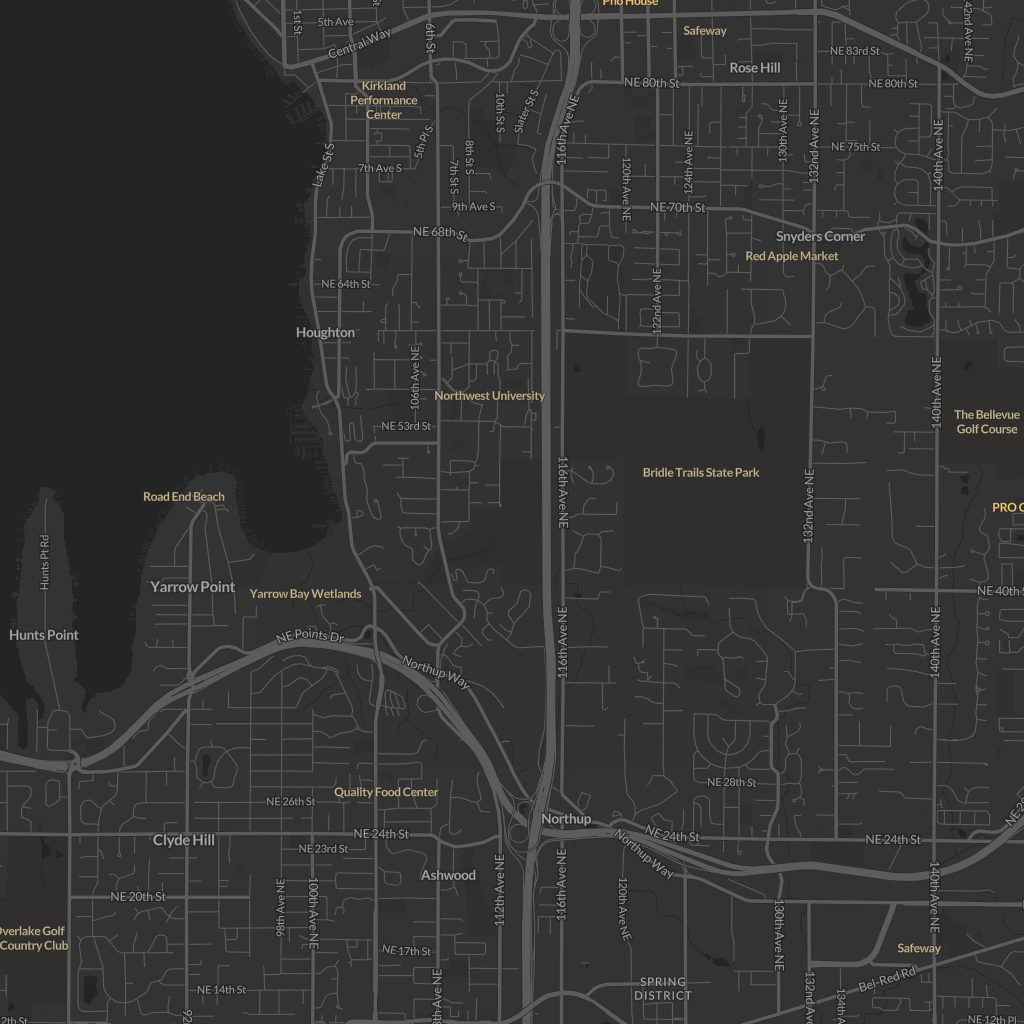 Pho House
1st St
5th Ave
6th St S
42nd Ave NE
Safeway
Central Way
NE 83rd St
Rose Hill
NE 80th St
NE 80th St
Kirkland
Performance
Center
10th St S
Slater St S
116th Ave NE
5th Pl S
8th St S
124th Ave NE
130th Ave NE
132nd Ave NE
140th Ave NE
NE 75th St
Lake St S
7th Ave S
7th St S
120th Ave NE
9th Ave S
NE 70th St
NE 68th St
Snyders Corner
Red Apple Market
NE 64th St
122nd Ave NE
Houghton
106th Ave NE
140th Ave NE
Northwest University
The Bellevue
Golf Course
NE 53rd St
Bridle Trails State Park
116th Ave NE
132nd Ave NE
Road End Beach
PRO C
Hunts Pt Rd
Yarrow Point
Yarrow Bay Wetlands
NE 40th S
Hunts Point
NE Points Dr
116th Ave NE
140th Ave NE
Northup Way
NE 28th St
Quality Food Center
NE 26th St
Northup
NE 24th St
NE 24th St
NE 24th St
Clyde Hill
NE 23rd St
Northup Way
Ashwood
112th Ave NE
116th Ave NE
140th Ave NE
NE 20th St
98th Ave NE
100th Ave NE
120th Ave NE
130th Ave NE
Overlake Golf
Country Club
NE 17th St
Safeway
Bel-Red Rd
SPRING
DISTRICT
NE 14th St
132nd Ave
134th A
8th Ave NE
92
2th St
NE 12th Pl